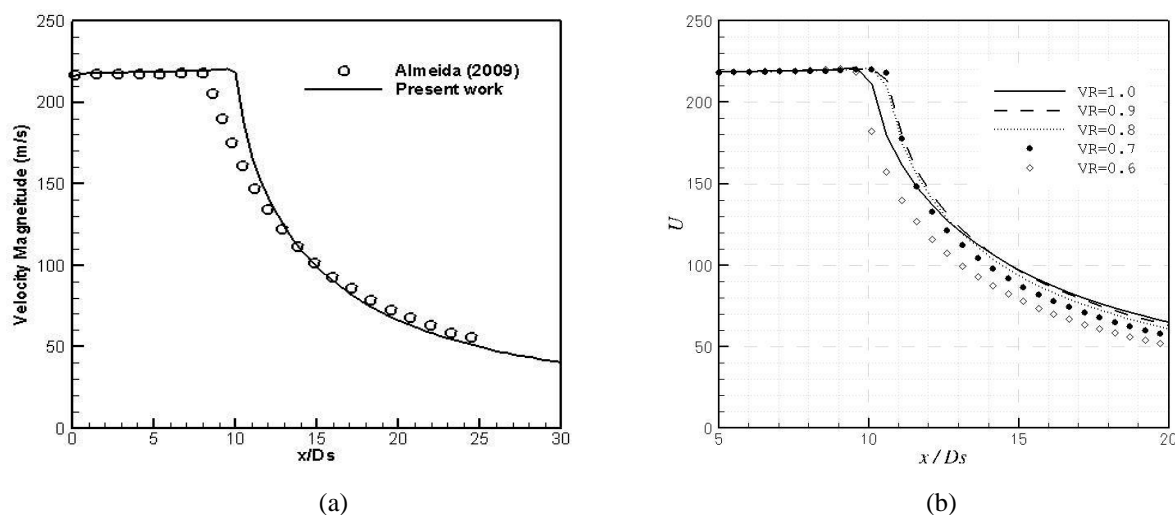 250
200
150
100
50
0
Velocity Magneitude (m/s)
Almeida (2009)
Present work
0 5 10 15 20 25 30
x/Ds
(a)
250
200
150
100
50
0
U
VR=1.0
VR=0.9
VR=0.8
VR=0.7
VR=0.6
5 10 15 20
x / Ds
(b)